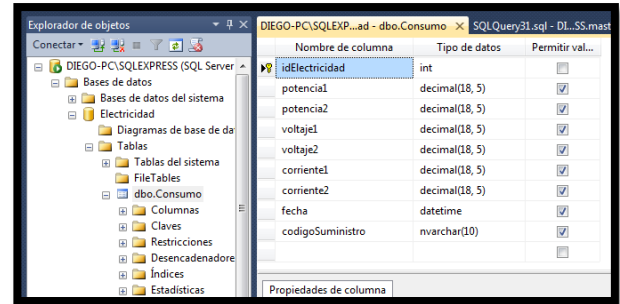 Explorador de objetos
Conectar
DIEGO-PC\SQLEXPRESS (SQL Server
Bases de datos
Bases de datos del sistema
Electricidad
Diagramas de base de da
Tablas
Tablas del sistema
FileTables
dbo.Consumo
Columnas
Claves
Restricciones
Desencadenadore
Índices
Estadísticas
DIEGO-PC\SQLEXP...ad - dbo.Consumo SQLQuery31.sql - DI...SS.mast
Nombre de columna Tipo de datos Permitir val...
idElectricidad int
potencia1 decimal(18, 5)
potencia2 decimal(18, 5)
voltaje1 decimal(18, 5)
voltaje2 decimal(18, 5)
corriente1 decimal(18, 5)
corriente2 decimal(18, 5)
fecha datetime
codigoSuministro nvarchar(10)
Propiedades de columna